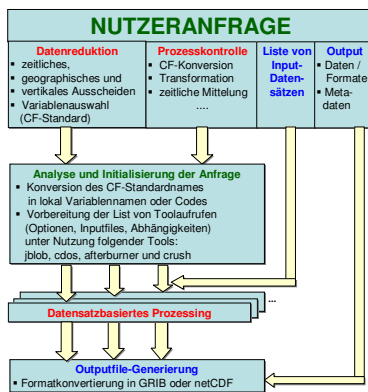 NUTZERANFRAGE
Datenreduktion
▪ zeitliches,
▪ geographisches und
▪ vertikales Ausscheiden
▪ Variablenauswahl
(CF-Standard)
Prozesskontrolle
▪ CF-Konversion
▪ Transformation
▪ zeitliche Mittelung
....
Liste von
Input-
Daten-
sätzen
Output
▪ Daten /
Formate
▪ Meta-
daten
Analyse und Initialisierung der Anfrage
▪ Konversion des CF-Standardnames
in lokal Variablennamen oder Codes
▪ Vorbereitung der List von Toolaufrufen
(Optionen, Inputfiles, Abhängigkeiten)
unter Nutzung folgender Tools:
jblob, cdos, afterburner and crush
...
Datensatzbasiertes Prozessing
Outputfile-Generierung
▪ Formatkonvertierung in GRIB oder netCDF